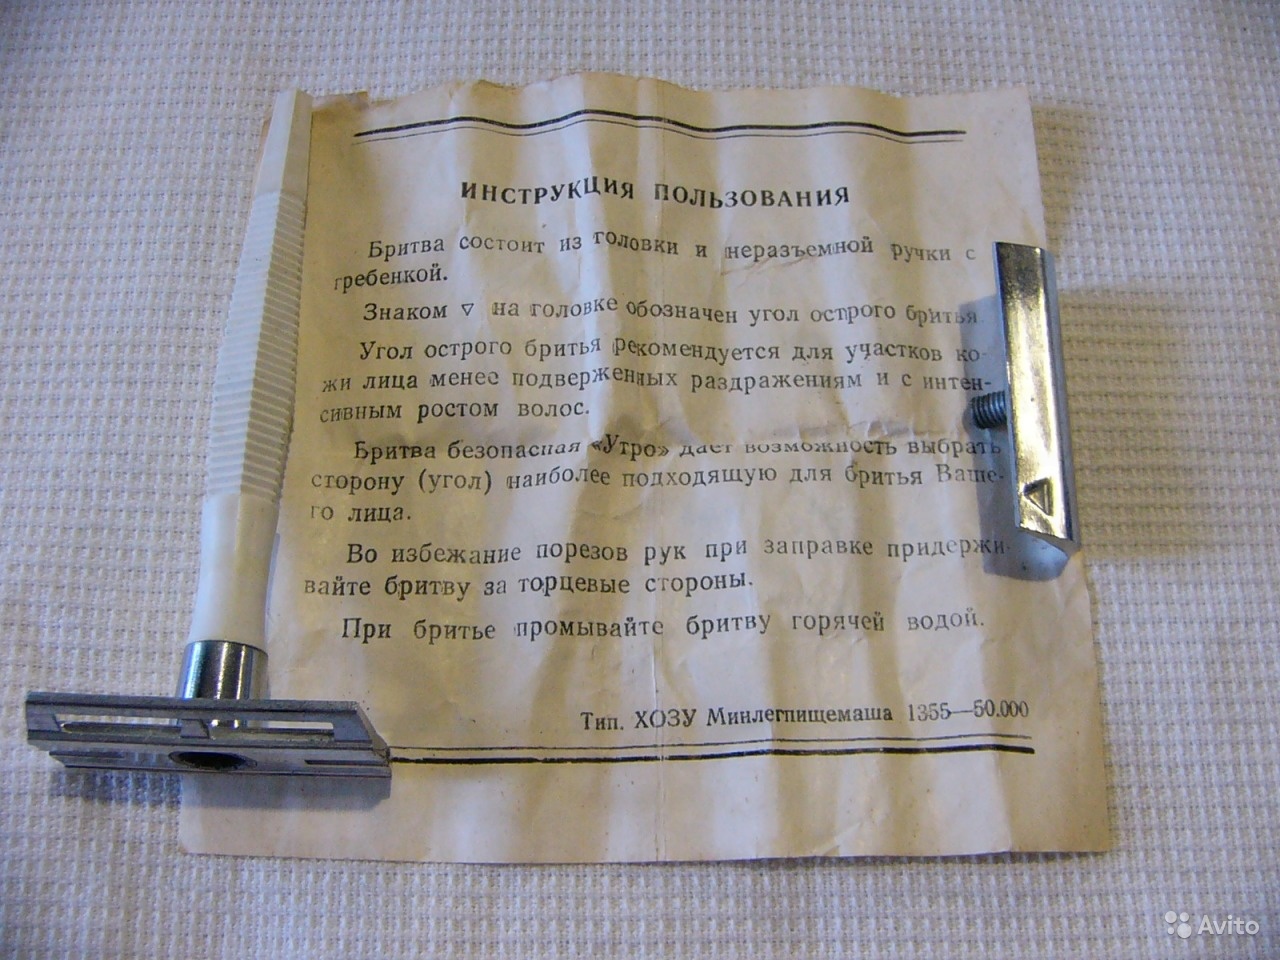 ИНСТРУКЦИЯ ПОЛЬЗОВАНИЯ
Бритва состоит из головки и неразъемной ручки с
гребенкой.
Знаком ▽ на головке обозначен угол острого бритья
Угол острого бритья рекомендуется для участков ко-
жи лица менее подверженных раздражениям и с интен-
сивным ростом волос.
Бритва безопасная «Утро» дает возможность выбрать
сторону (угол) наиболее подходящую для бритья Ваше-
го лица.
Во избежание порезов рук при заправке придержи-
вайте бритву за торцевые стороны.
При бритье промывайте бритву горячей водой.
Тип. ХОЗУ Минлегпищемаша 1355—50.000
Avito